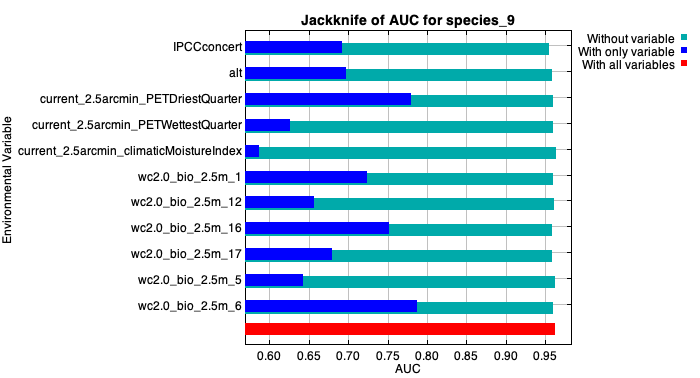 Jackknife of AUC for species_9
Without variable
With only variable
With all variables
Environmental Variable
IPCCconcert
alt
current_2.5arcmin_PETDriestQuarter
current_2.5arcmin_PETWettestQuarter
current_2.5arcmin_climaticMoistureIndex
wc2.0_bio_2.5m_1
wc2.0_bio_2.5m_12
wc2.0_bio_2.5m_16
wc2.0_bio_2.5m_17
wc2.0_bio_2.5m_5
wc2.0_bio_2.5m_6
0.60 0.65 0.70 0.75 0.80 0.85 0.90 0.95
AUC